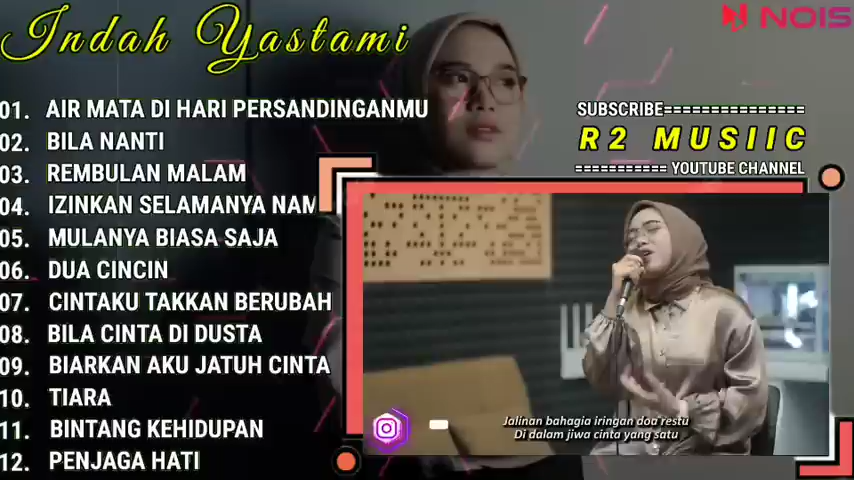 Indah Yastami
NOIS
01. AIR MATA DI HARI PERSANDINGANMU
02. BILA NANTI
03. REMBULAN MALAM
04. IZINKAN SELAMANYA NAM
05. MULANYA BIASA SAJA
06. DUA CINCIN
07. CINTAKU TAKKAN BERUBAH
08. BILA CINTA DI DUSTA
09. BIARKAN AKU JATUH CINTA
10. TIARA
11. BINTANG KEHIDUPAN
12. PENJAGA HATI
SUBSCRIBE===============
R2 MUSIIC
=========== YOUTUBE CHANNEL
Jalinan bahagia iringan doa restu
Di dalam jiwa cinta yang satu